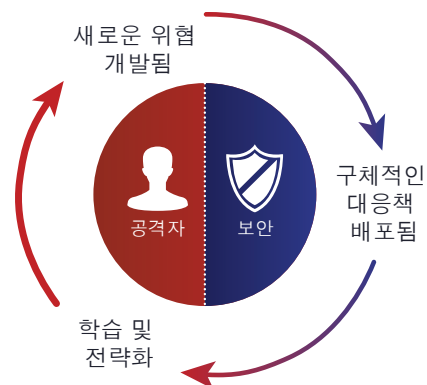 새로운 위협
개발됨
구체적인
대응책
배포됨
공격자
보안
학습 및
전략화